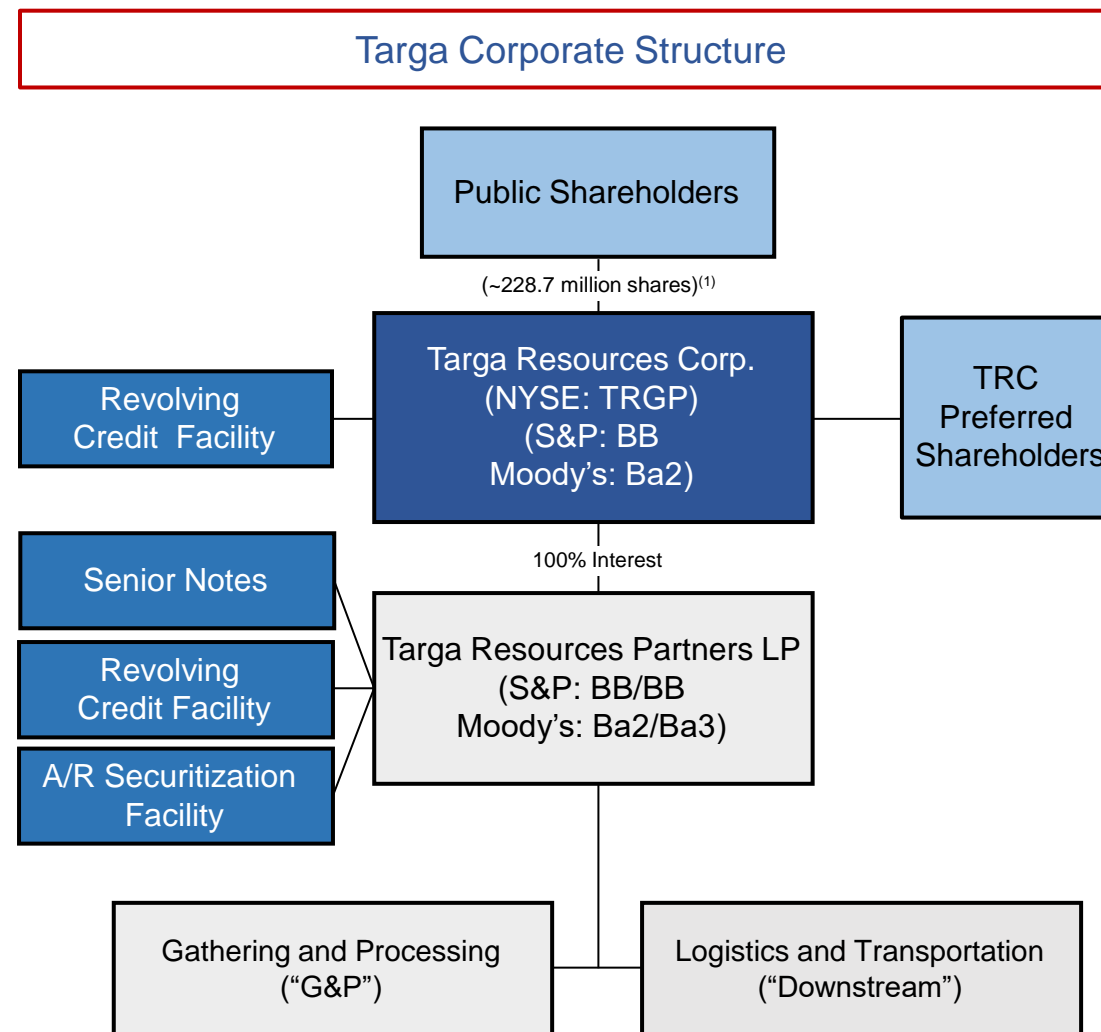 Targa Corporate Structure
Public Shareholders
(~228.7 million shares)(1)
Targa Resources Corp.
(NYSE: TRGP)
(S&P: BB
Moody’s: Ba2)
Revolving
Credit Facility
TRC
Preferred
Shareholders
100% Interest
Senior Notes
Revolving
Credit Facility
A/R Securitization
Facility
Targa Resources Partners LP
(S&P: BB/BB
Moody’s: Ba2/Ba3)
Gathering and Processing
(“G&P”)
Logistics and Transportation
(“Downstream”)